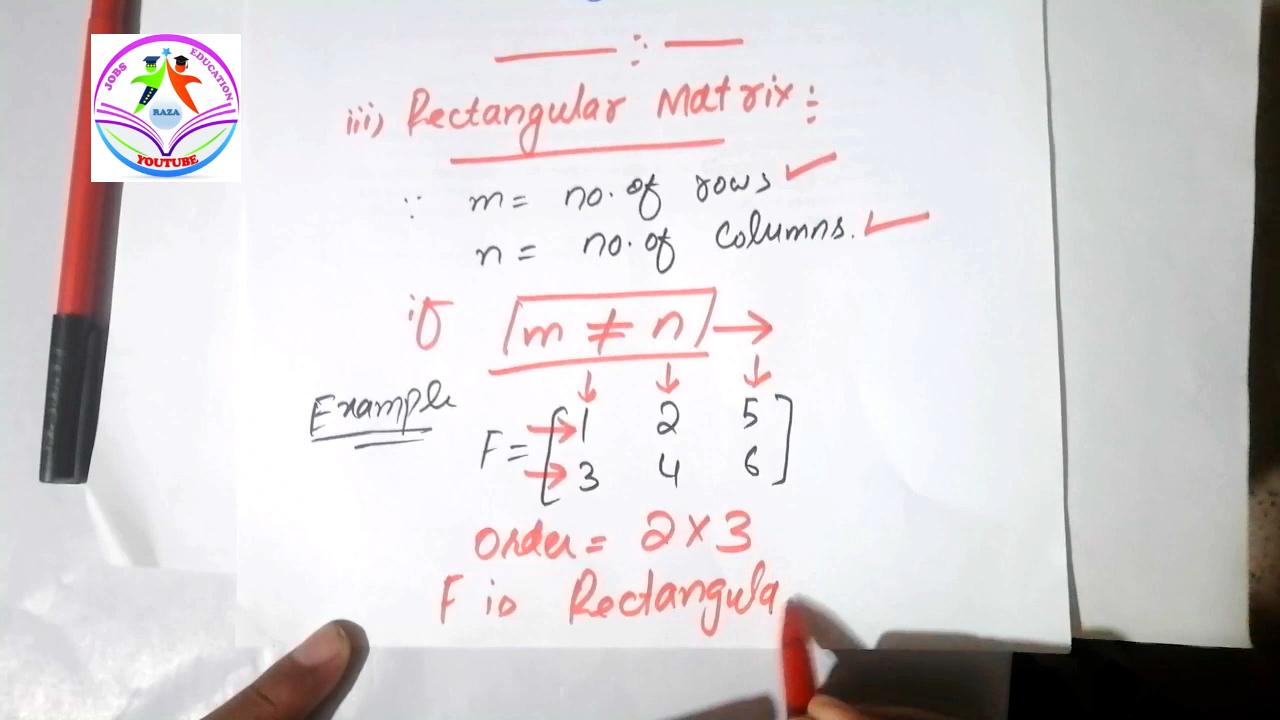 JOBS EDUCATION
RAZA
YOUTUBE
iii) Rectangular Matrix:
∵ m = no. of rows ✓
n = no. of columns. ✓
if m ≠ n →
Example
↓ ↓ ↓
F = [ → 1 2 5
→ 3 4 6 ]
Order = 2 × 3
F is Rectangula